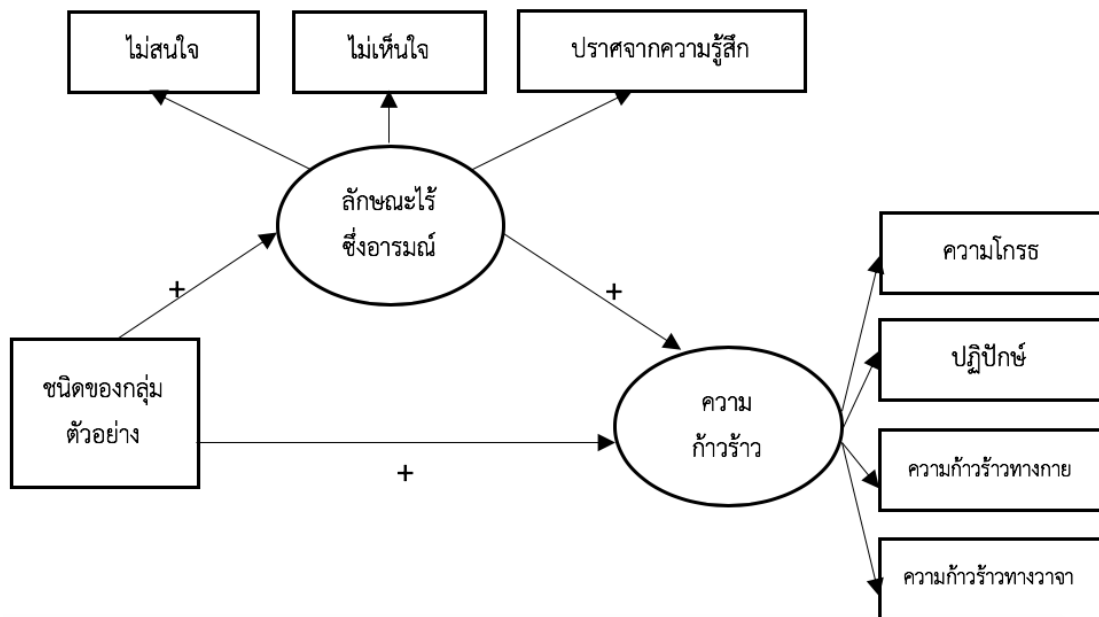 ไม่สนใจ
ไม่เห็นใจ
ปราศจากความรู้สึก
ลักษณะไร้
ซึ่งอารมณ์
+
+
ชนิดของกลุ่ม
ตัวอย่าง
+
ความ
ก้าวร้าว
ความโกรธ
ปฏิปักษ์
ความก้าวร้าวทางกาย
ความก้าวร้าวทางวาจา